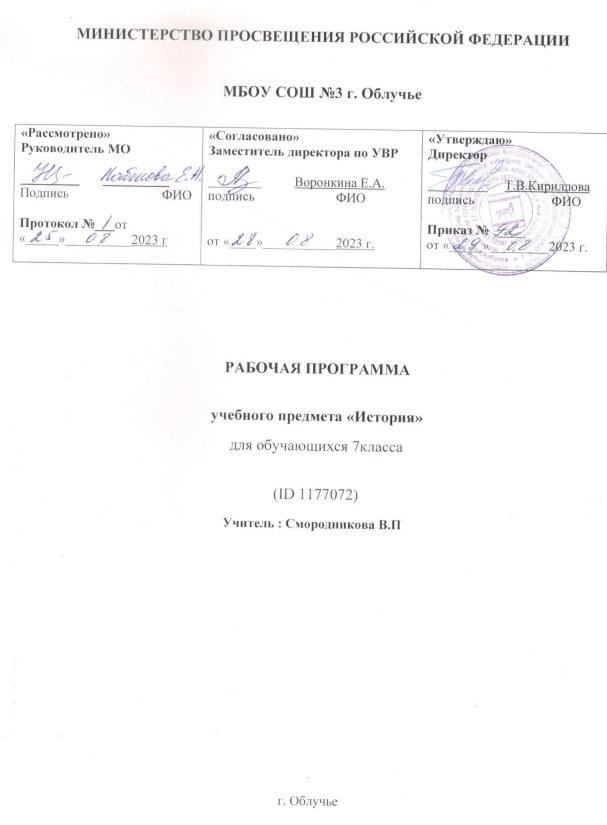 МИНИСТЕРСТВО ПРОСВЕЩЕНИЯ РОССИЙСКОЙ ФЕДЕРАЦИИ
МБОУ СОШ №3 г. Облучье
«Рассмотрено»
Руководитель МО
Подпись ФИО
Протокол № 1 от
« 25 » 08 2023 г
«Согласовано»
Заместитель директора по УВР
Воронкина Е.А.
подпись ФИО
от « 28 » 08 2023 г.
«Утверждаю»
Директор
Т.В.Кириллова
подпись ФИО
Приказ № 92
от « 29 » 08 2023 г.
РАБОЧАЯ ПРОГРАММА
учебного предмета «История»
для обучающихся 7класса
(ID 1177072)
Учитель : Смородникова В.П
г. Облучье